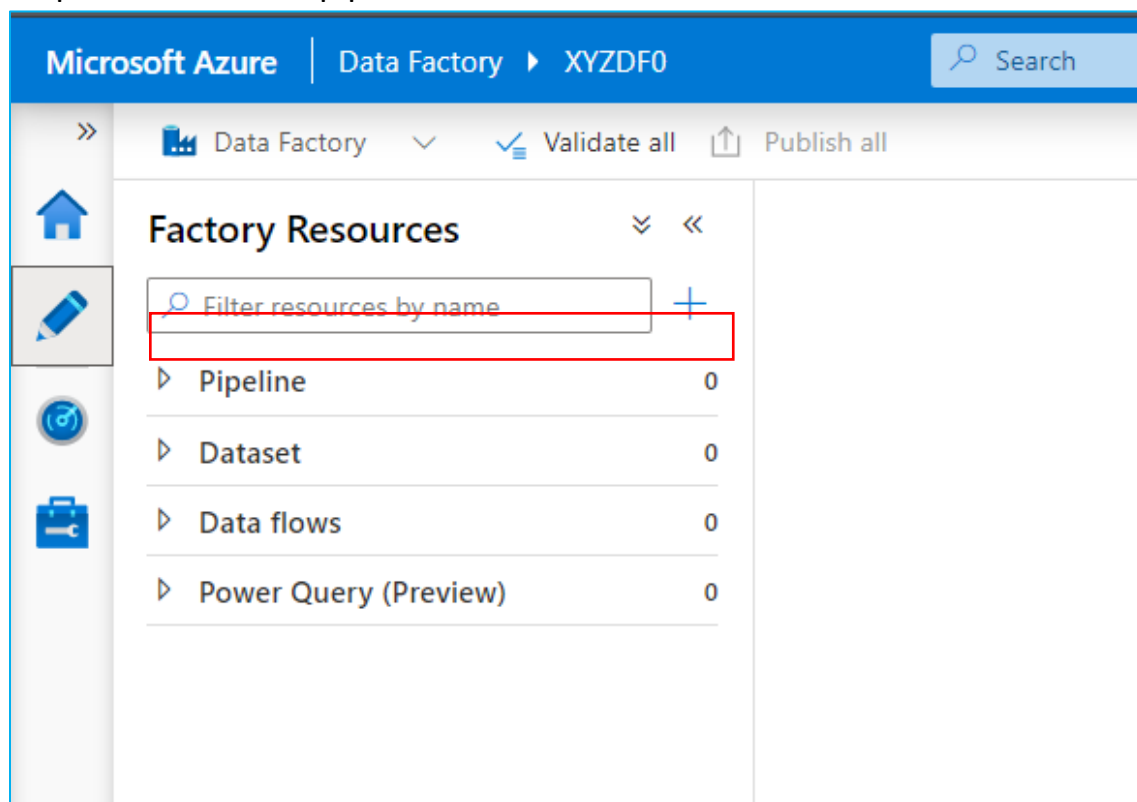 Microsoft Azure Data Factory XYZDF0 Search
Data Factory Validate all Publish all
Factory Resources
Filter resources by name
Pipeline 0
Dataset 0
Data flows 0
Power Query (Preview) 0